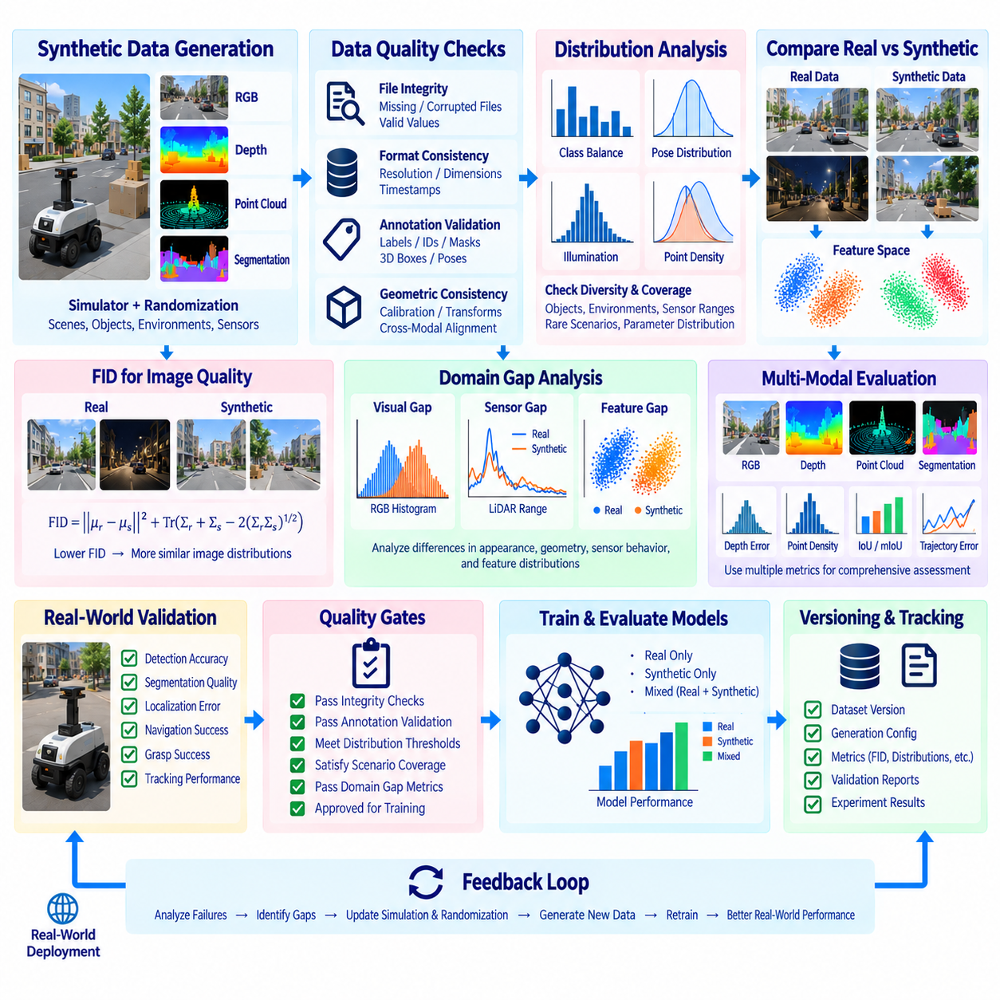 Synthetic Data Generation
RGB
Depth
Point Cloud
Segmentation
Simulator + Randomization
Scenes, Objects, Environments, Sensors
Data Quality Checks
File Integrity
Missing / Corrupted Files
Valid Values
Format Consistency
Resolution / Dimensions
Timestamps
Annotation Validation
Labels / IDs / Masks
3D Boxes / Poses
Geometric Consistency
Calibration / Transforms
Cross-Modal Alignment
Distribution Analysis
Class Balance
Pose Distribution
Illumination
Point Density
Check Diversity & Coverage
Objects, Environments, Sensor Ranges
Rare Scenarios, Parameter Distribution
Compare Real vs Synthetic
Real Data
Synthetic Data
Feature Space
FID for Image Quality
Real
Synthetic
FID = ||μr − μs||² + Tr(Σr + Σs − 2(ΣrΣs)^1/2)
Lower FID → More similar image distributions
Domain Gap Analysis
Visual Gap
RGB Histogram
Sensor Gap
Real
Synthetic
LiDAR Range
Feature Gap
Real
Synthetic
Analyze differences in appearance, geometry, sensor behavior,
and feature distributions
Multi-Modal Evaluation
RGB
Depth
Point Cloud
Segmentation
Depth Error
Point Density
IoU / mIoU
Trajectory Error
Use multiple metrics for comprehensive assessment
Real-World Validation
Detection Accuracy
Segmentation Quality
Localization Error
Navigation Success
Grasp Success
Tracking Performance
Quality Gates
Pass Integrity Checks
Pass Annotation Validation
Meet Distribution Thresholds
Satisfy Scenario Coverage
Pass Domain Gap Metrics
Approved for Training
Train & Evaluate Models
• Real Only
• Synthetic Only
• Mixed (Real + Synthetic)
Real
Synthetic
Mixed
Model Performance
Versioning & Tracking
Dataset Version
Generation Config
Metrics (FID, Distributions, etc.)
Validation Reports
Experiment Results
Feedback Loop
Analyze Failures → Identify Gaps → Update Simulation & Randomization → Generate New Data → Retrain → Better Real-World Performance
Real-World
Deployment